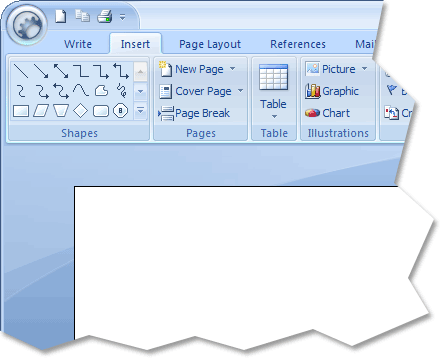 Write Insert Page Layout References Mai
New Page Picture
Cover Page Graphic
Page Break Table Chart Cr
Shapes Pages Table Illustrations